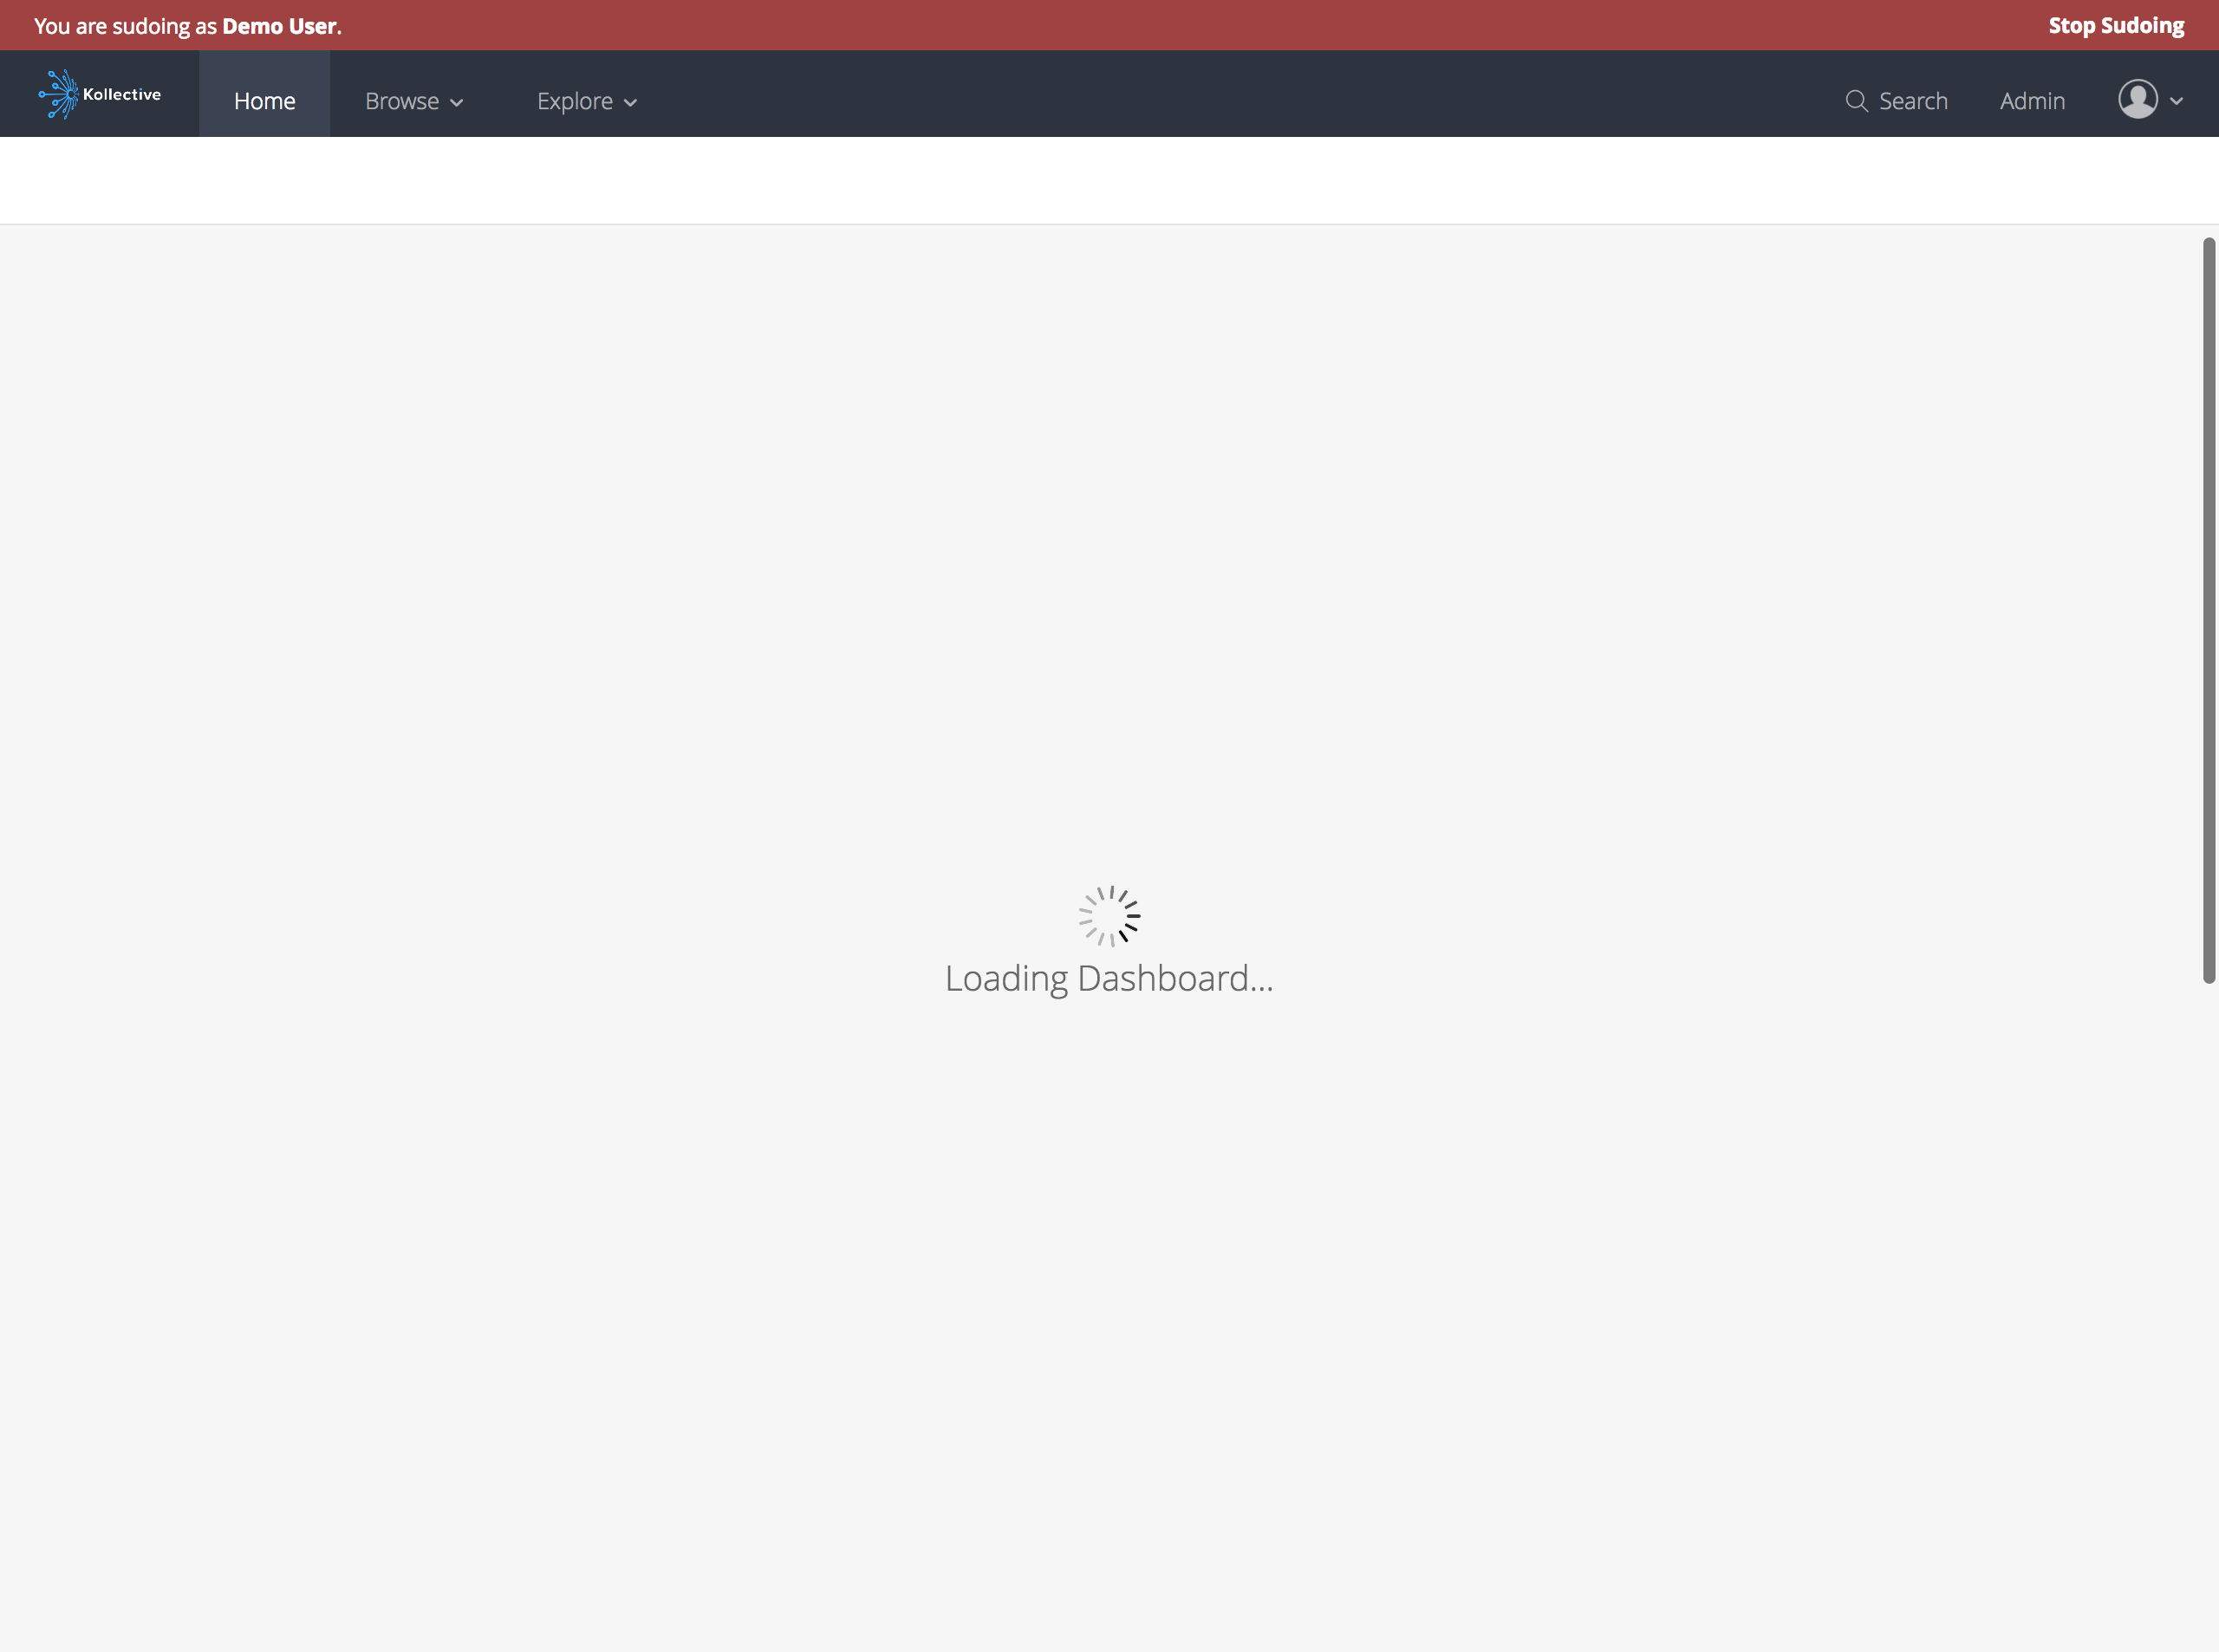 You are sudoing as Demo User.
Stop Sudoing
Kollective
Home
Browse
Explore
Search
Admin
Loading Dashboard...